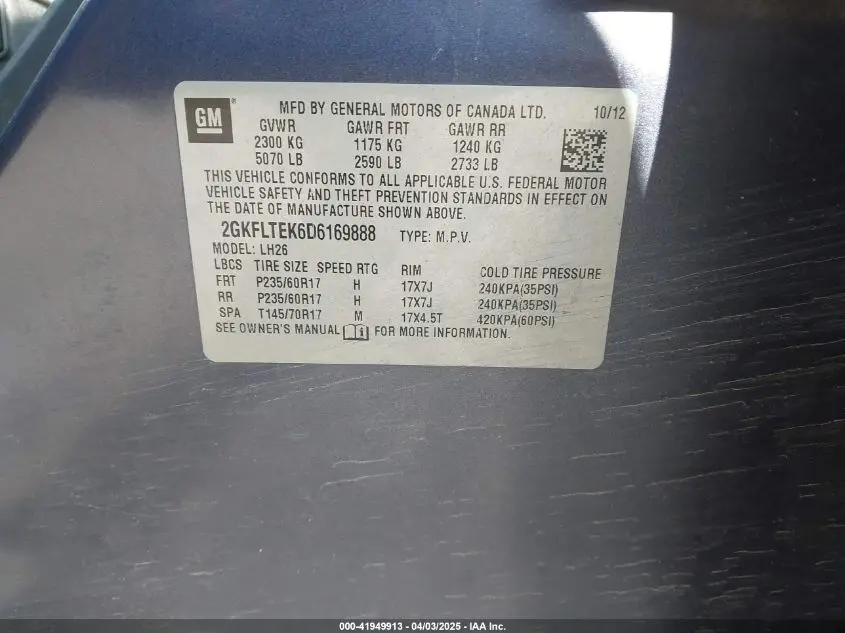 GM ®
MFD BY GENERAL MOTORS OF CANADA LTD. 10/12
GVWR GAWR FRT GAWR RR
2300 KG 1175 KG 1240 KG
5070 LB 2590 LB 2733 LB
THIS VEHICLE CONFORMS TO ALL APPLICABLE U.S. FEDERAL MOTOR
VEHICLE SAFETY AND THEFT PREVENTION STANDARDS IN EFFECT ON
THE DATE OF MANUFACTURE SHOWN ABOVE.
2GKFLTEK6D6169888 TYPE: M.P.V.
MODEL: LH26
LBCS TIRE SIZE SPEED RTG RIM COLD TIRE PRESSURE
FRT P235/60R17 H 17X7J 240KPA(35PSI)
RR P235/60R17 H 17X7J 240KPA(35PSI)
SPA T145/70R17 M 17X4.5T 420KPA(60PSI)
SEE OWNER'S MANUAL i FOR MORE INFORMATION.
000-41949913 - 04/03/2025 - IAA Inc.